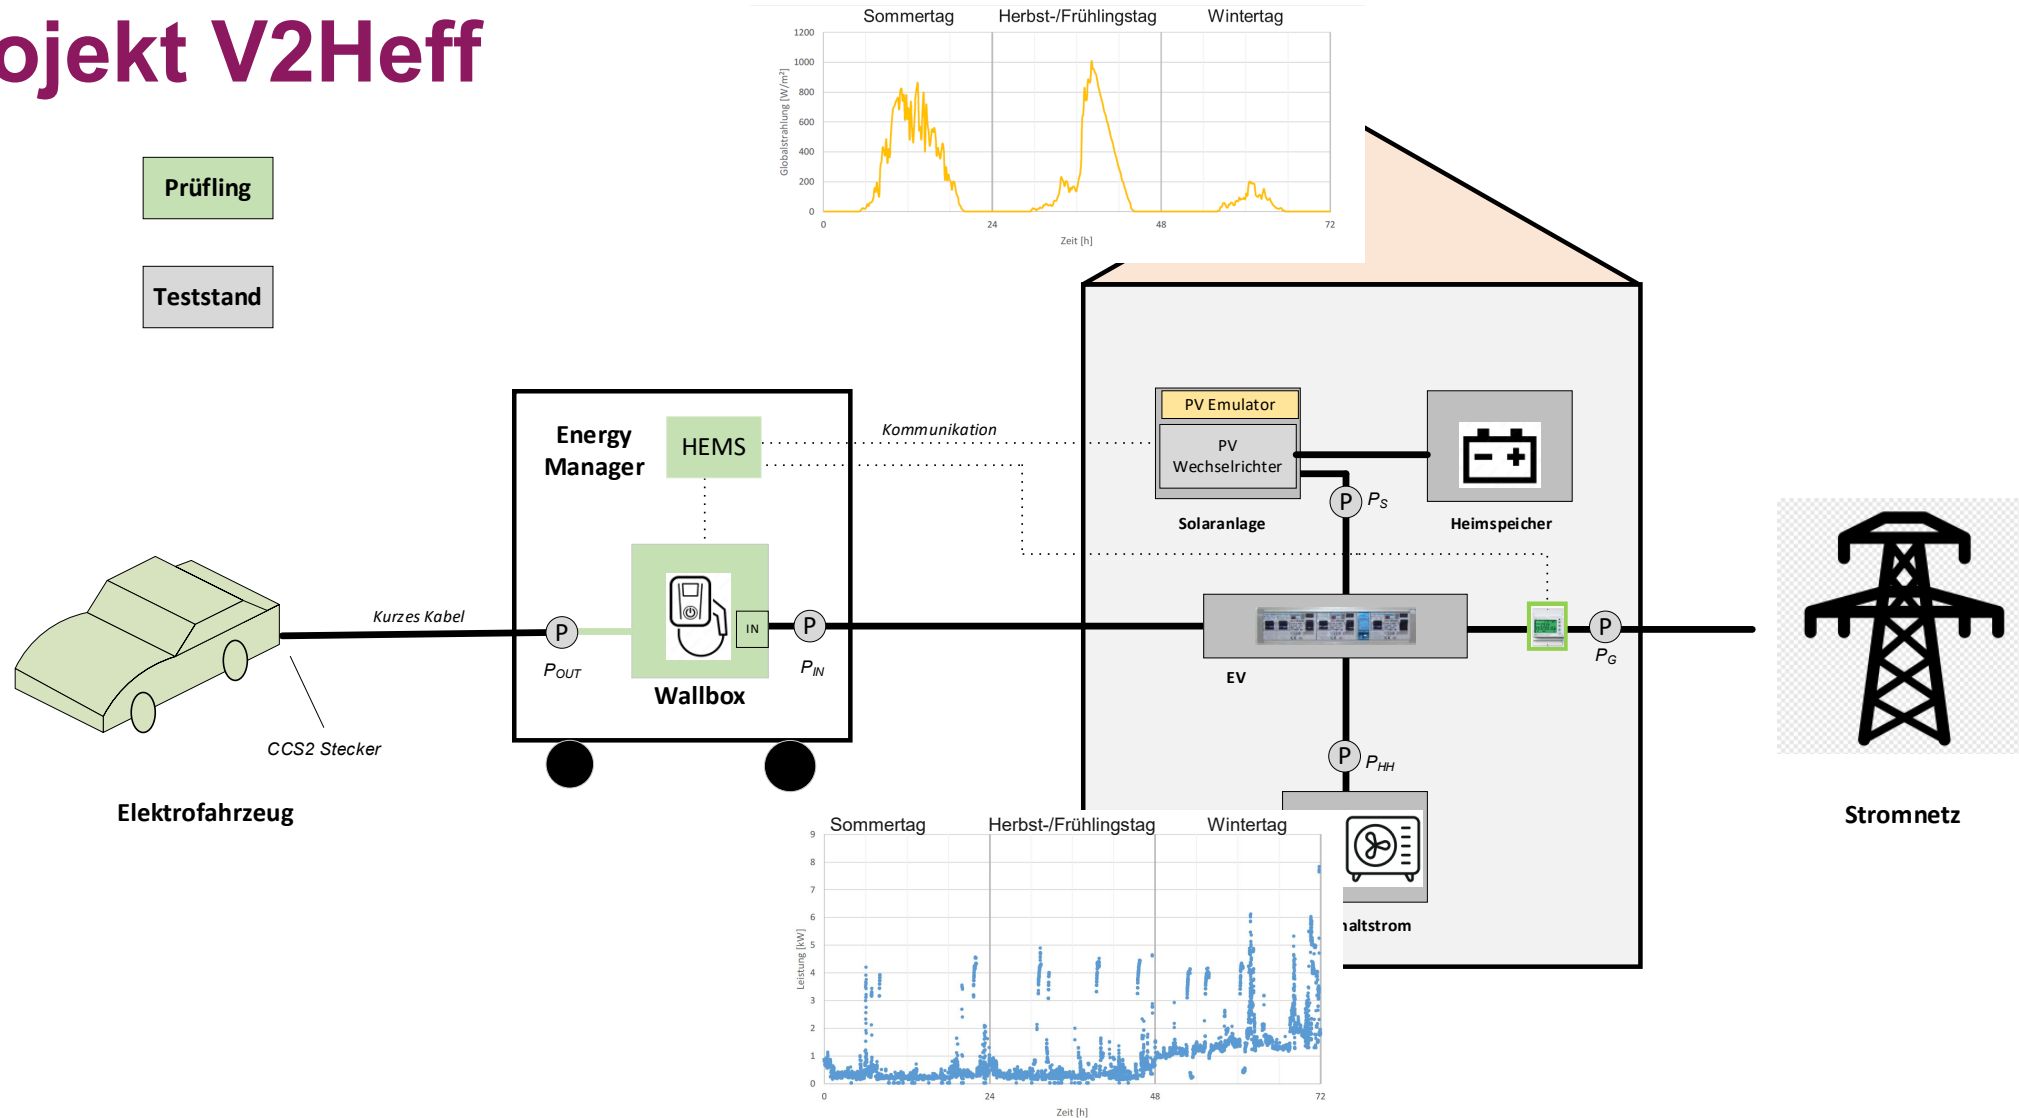 ojekt V2Heff
Prüfling
Teststand
Sommertag Herbst-/Frühlingstag Wintertag
1200
1000
800
600
400
200
0
Globalstrahlung [W/m²]
0 24 48 72
Zeit [h]
Energy
Manager
HEMS
Kommunikation
PV Emulator
PV
Wechselrichter
Solaranlage
Heimspeicher
P P_S
Kurzes Kabel
P
P_OUT
IN
P
P_IN
Wallbox
EV
P
P_G
CCS2 Stecker
Elektrofahrzeug
P P_HH
Stromnetz
haltstrom
Sommertag Herbst-/Frühlingstag Wintertag
9
8
7
6
5
4
3
2
1
0
Leistung [kW]
0 24 48 72
Zeit [h]